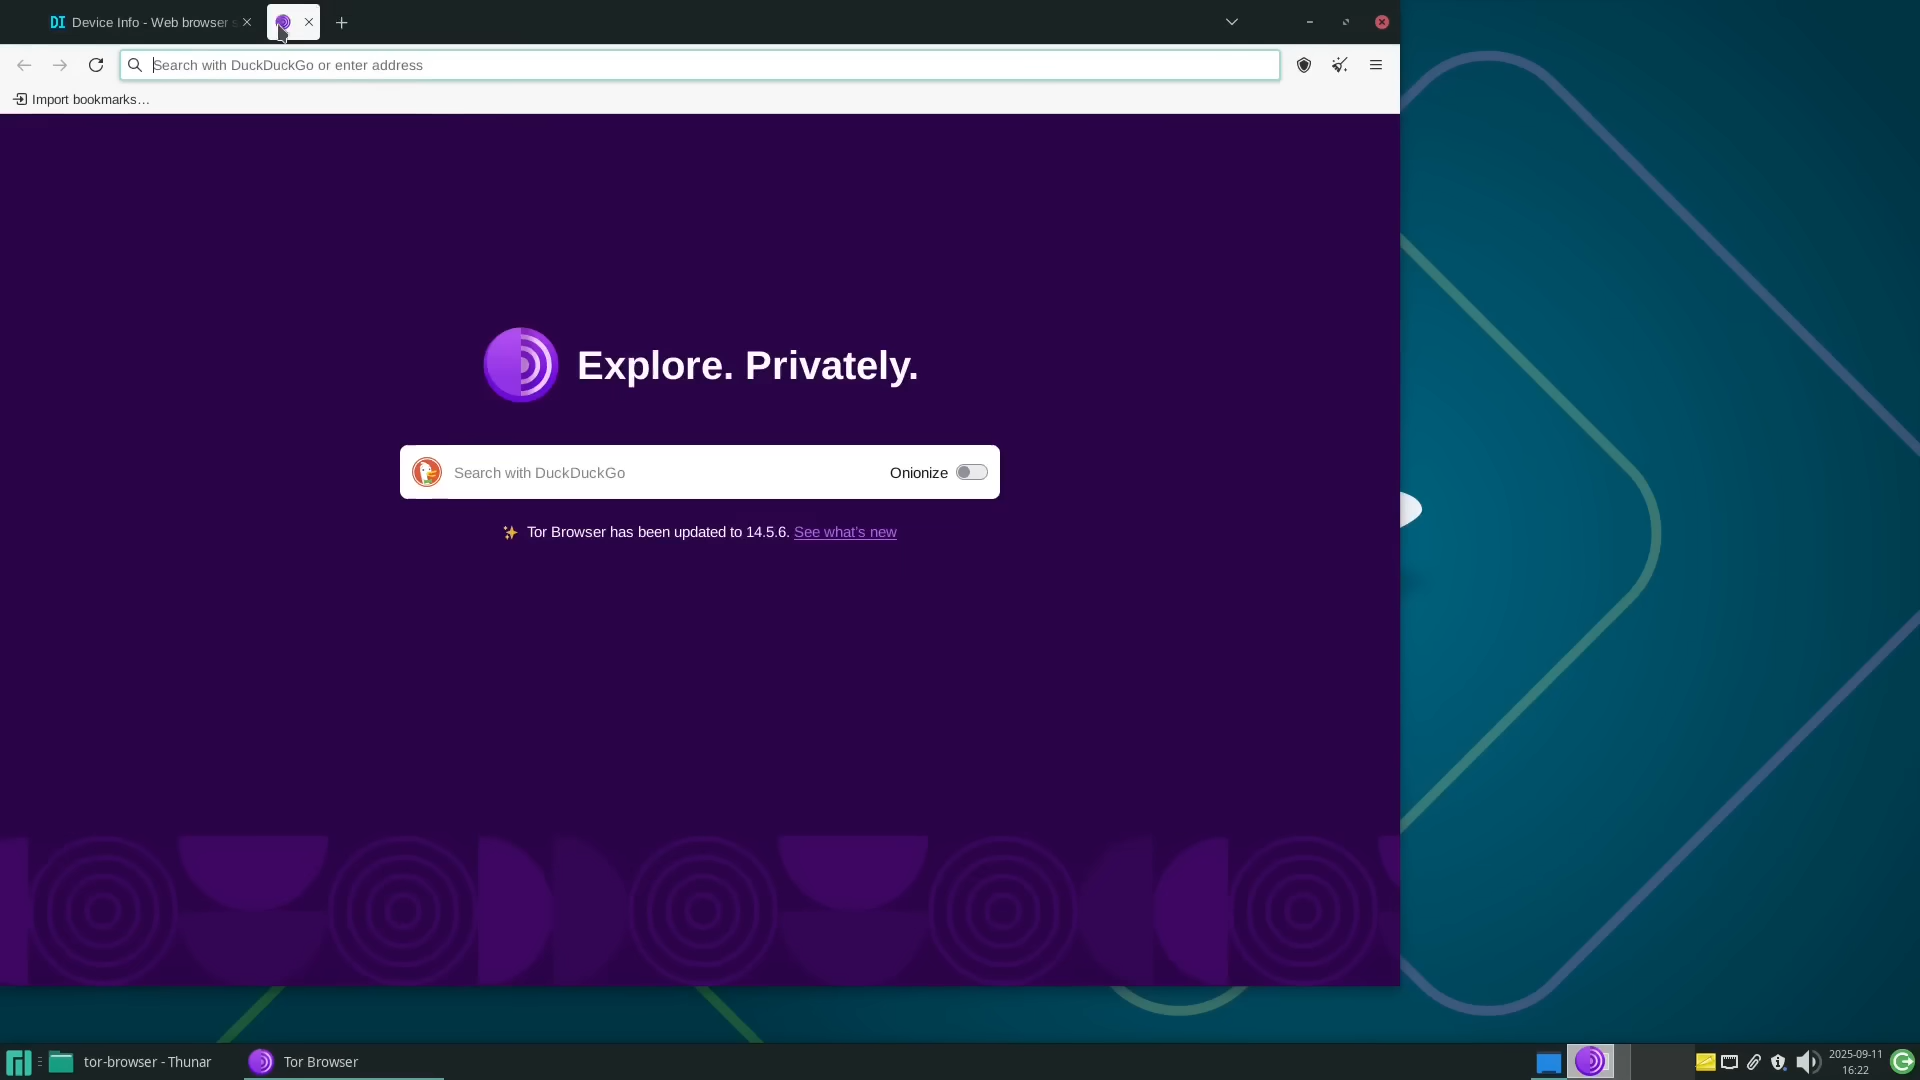 DI Device Info - Web browser
Search with DuckDuckGo or enter address
Import bookmarks…
Explore. Privately.
Search with DuckDuckGo
Onionize
Tor Browser has been updated to 14.5.6. See what's new
tor-browser - Thunar
Tor Browser
2025-09-11
16:22